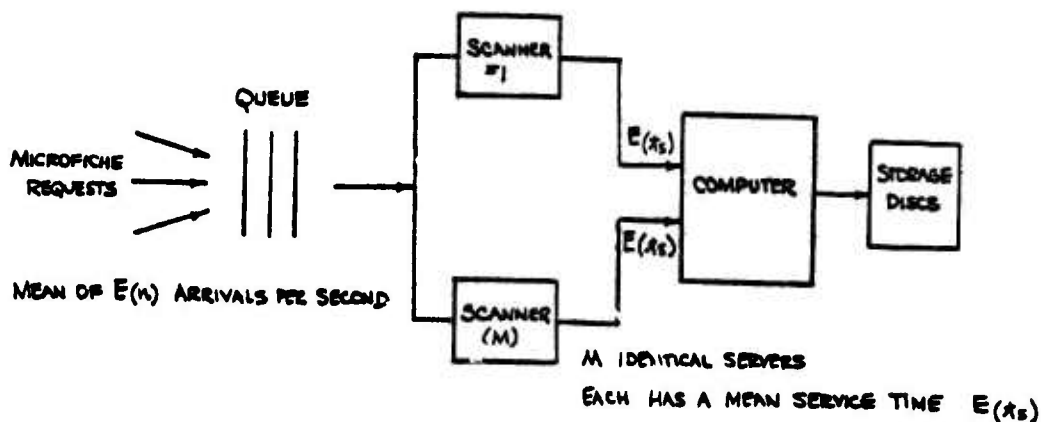 QUEUE
MICROFICHE
REQUESTS
MEAN OF E(n) ARRIVALS PER SECOND
SCANNER
#1
SCANNER
(M)
E(ts)
E(ts)
COMPUTER
STORAGE
DISCS
M IDENTICAL SERVERS
EACH HAS A MEAN SERVICE TIME E(ts)